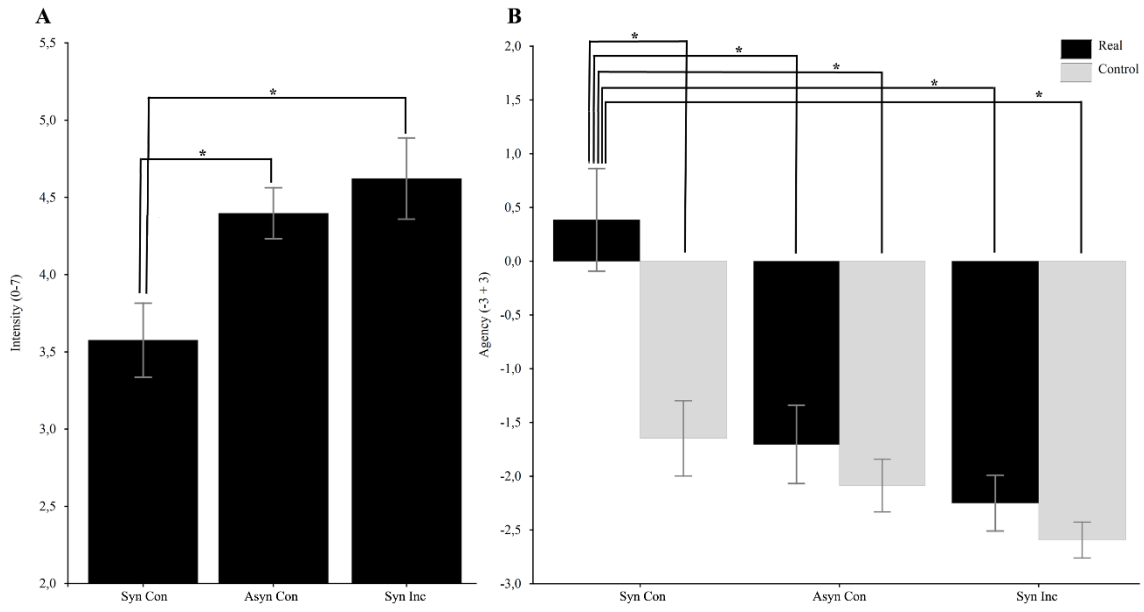 A
5,5
5,0
4,5
4,0
3,5
3,0
2,5
2,0
Intensity (0-7)
*
*
Syn Con
Asyn Con
Syn Inc
B
2,0
1,5
1,0
0,5
0,0
-0,5
-1,0
-1,5
-2,0
-2,5
-3,0
Agency (-3 + 3)
*
*
*
*
*
Real
Control
Syn Con
Asyn Con
Syn Inc